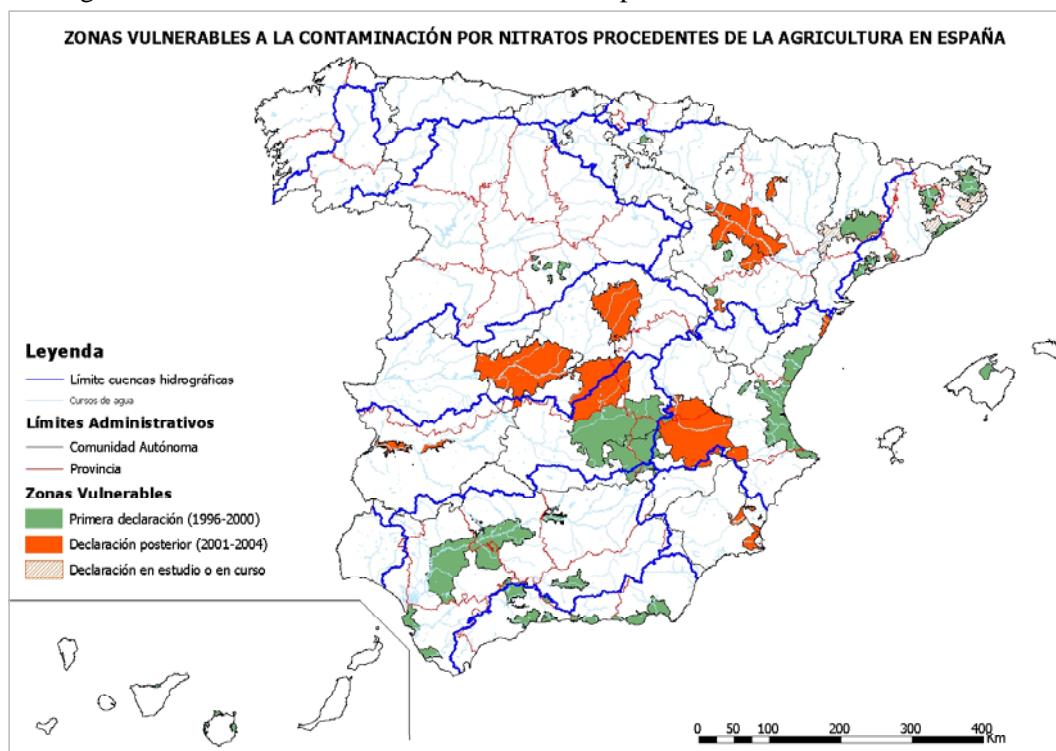 ZONAS VULNERABLES A LA CONTAMINACIÓN POR NITRATOS PROCEDENTES DE LA AGRICULTURA EN ESPAÑA
Leyenda
Límite cuencas hidrográficas
Cursos de agua
Límites Administrativos
Comunidad Autónoma
Provincia
Zonas Vulnerables
Primera declaración (1996-2000)
Declaración posterior (2001-2004)
Declaración en estudio o en curso
0 50 100 200 300 400
Km